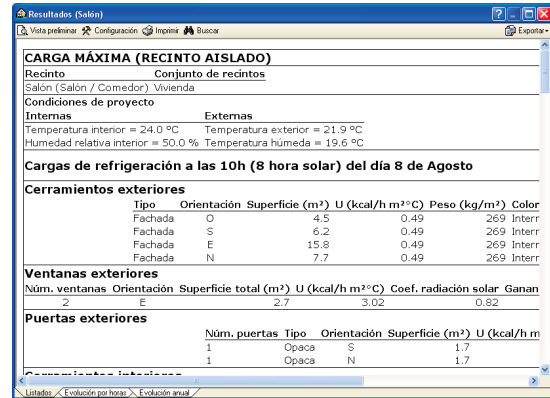 Resultados (Salón)
Vista preliminar Configuración Imprimir Buscar Exportar
CARGA MÁXIMA (RECINTO AISLADO)
Recinto Conjunto de recintos
Salón (Salón / Comedor) Vivienda
Condiciones de proyecto
Internas Externas
Temperatura interior = 24.0 ºC Temperatura exterior = 21.9 ºC
Humedad relativa interior = 50.0 % Temperatura húmeda = 19.6 ºC
Cargas de refrigeración a las 10h (8 hora solar) del día 8 de Agosto
Cerramientos exteriores
Tipo Orientación Superficie (m²) U (kcal/h m²ºC) Peso (kg/m²) Color
Fachada O 4.5 0.49 269 Interr
Fachada S 6.2 0.49 269 Interr
Fachada E 15.8 0.49 269 Interr
Fachada N 7.7 0.49 269 Interr
Ventanas exteriores
Núm. ventanas Orientación Superficie total (m²) U (kcal/h m²ºC) Coef. radiación solar Ganan
2 E 2.7 3.02 0.82
Puertas exteriores
Núm. puertas Tipo Orientación Superficie (m²) U (kcal/h m
1 Opaca S 1.7
1 Opaca N 1.7
Cerramientos interiores
Listados Evolución por horas Evolución anual